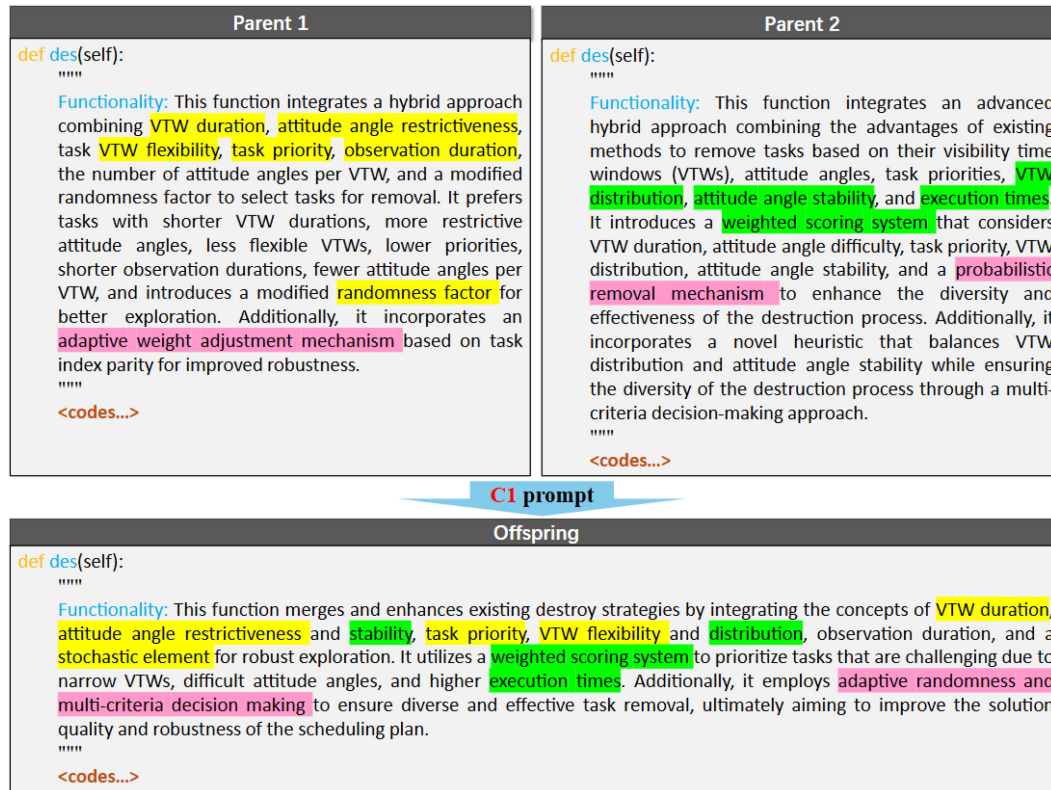 Parent 1
def des(self):
"""
Functionality: This function integrates a hybrid approach
combining VTW duration, attitude angle restrictiveness,
task VTW flexibility, task priority, observation duration,
the number of attitude angles per VTW, and a modified
randomness factor to select tasks for removal. It prefers
tasks with shorter VTW durations, more restrictive
attitude angles, less flexible VTWs, lower priorities,
shorter observation durations, fewer attitude angles per
VTW, and introduces a modified randomness factor for
better exploration. Additionally, it incorporates an
adaptive weight adjustment mechanism based on task
index parity for improved robustness.
"""
<codes...>
Parent 2
def des(self):
"""
Functionality: This function integrates an advanced
hybrid approach combining the advantages of existing
methods to remove tasks based on their visibility time
windows (VTWs), attitude angles, task priorities, VTW
distribution, attitude angle stability, and execution times.
It introduces a weighted scoring system that considers
VTW duration, attitude angle difficulty, task priority, VTW
distribution, attitude angle stability, and a probabilistic
removal mechanism to enhance the diversity and
effectiveness of the destruction process. Additionally, it
incorporates a novel heuristic that balances VTW
distribution and attitude angle stability while ensuring
the diversity of the destruction process through a multi-
criteria decision-making approach.
"""
<codes...>
C1 prompt
Offspring
def des(self):
"""
Functionality: This function merges and enhances existing destroy strategies by integrating the concepts of VTW duration,
attitude angle restrictiveness and stability, task priority, VTW flexibility and distribution, observation duration, and a
stochastic element for robust exploration. It utilizes a weighted scoring system to prioritize tasks that are challenging due to
narrow VTWs, difficult attitude angles, and higher execution times. Additionally, it employs adaptive randomness and
multi-criteria decision making to ensure diverse and effective task removal, ultimately aiming to improve the solution
quality and robustness of the scheduling plan.
"""
<codes...>